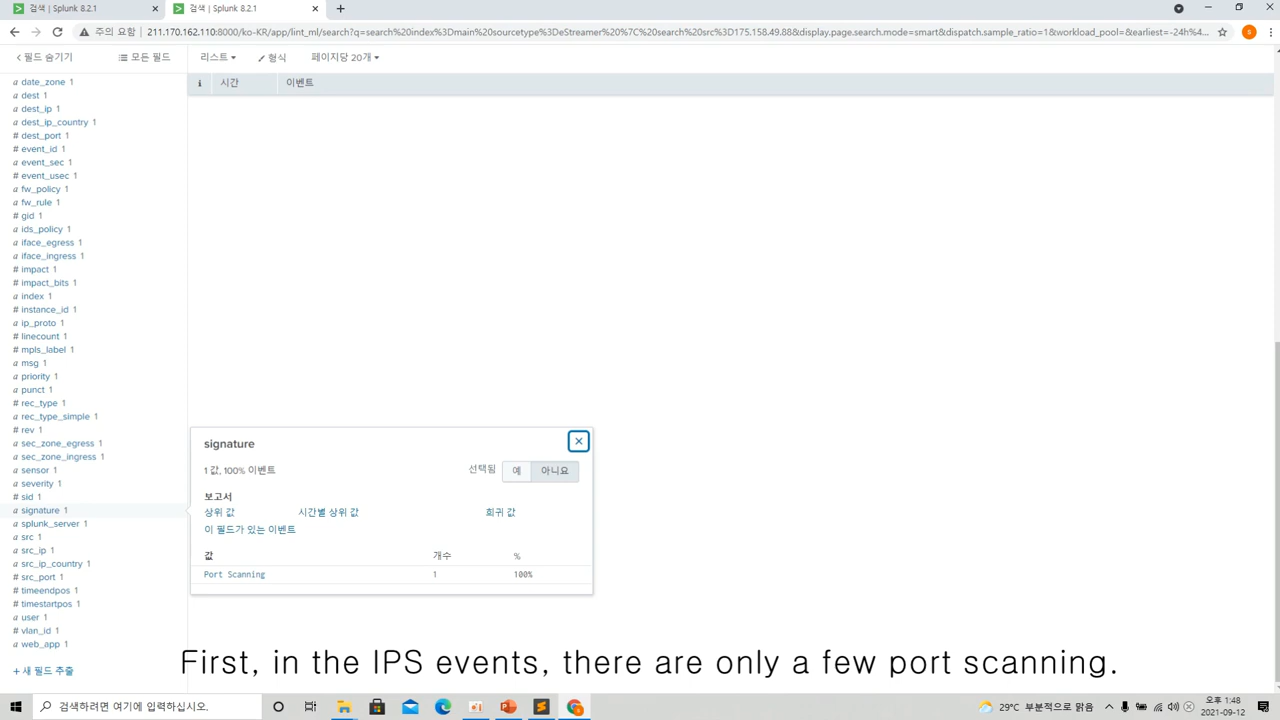 검색 | Splunk 8.2.1
검색 | Splunk 8.2.1
주의 요함 | 211.170.162.110:8000/ko-KR/app/lint_ml/search?q=search%20index%3Dmain%20sourcetype%3DeStreamer%20%7C%20search%20src%3D175.158.49.88&display.page.search.mode=smart&dispatch.sample_ratio=1&workload_pool=&earliest=-24h%4...
필드 숨기기
모든 필드
리스트
형식
페이지당 20개
i
시간
이벤트
a date_zone 1
a dest 1
a dest_ip 1
a dest_ip_country 1
# dest_port 1
# event_id 1
a event_sec 1
# event_usec 1
a fw_policy 1
a fw_rule 1
# gid 1
a ids_policy 1
a iface_egress 1
a iface_ingress 1
# impact 1
# impact_bits 1
a index 1
# instance_id 1
a ip_proto 1
# linecount 1
# mpls_label 1
a msg 1
a priority 1
a punct 1
# rec_type 1
a rec_type_simple 1
# rev 1
a sec_zone_egress 1
a sec_zone_ingress 1
a sensor 1
a severity 1
# sid 1
a signature 1
a splunk_server 1
a src 1
a src_ip 1
a src_ip_country 1
# src_port 1
# timeendpos 1
# timestartpos 1
a user 1
# vlan_id 1
a web_app 1
+ 새 필드 추출
signature
1 값, 100% 이벤트
선택됨
예
아니요
보고서
상위 값
시간별 상위 값
희귀 값
이 필드가 있는 이벤트
값
개수
%
Port Scanning
1
100%
First, in the IPS events, there are only a few port scanning.
검색하려면 여기에 입력하십시오.
29°C 부분적으로 맑음
오후 1:48
2021-09-12